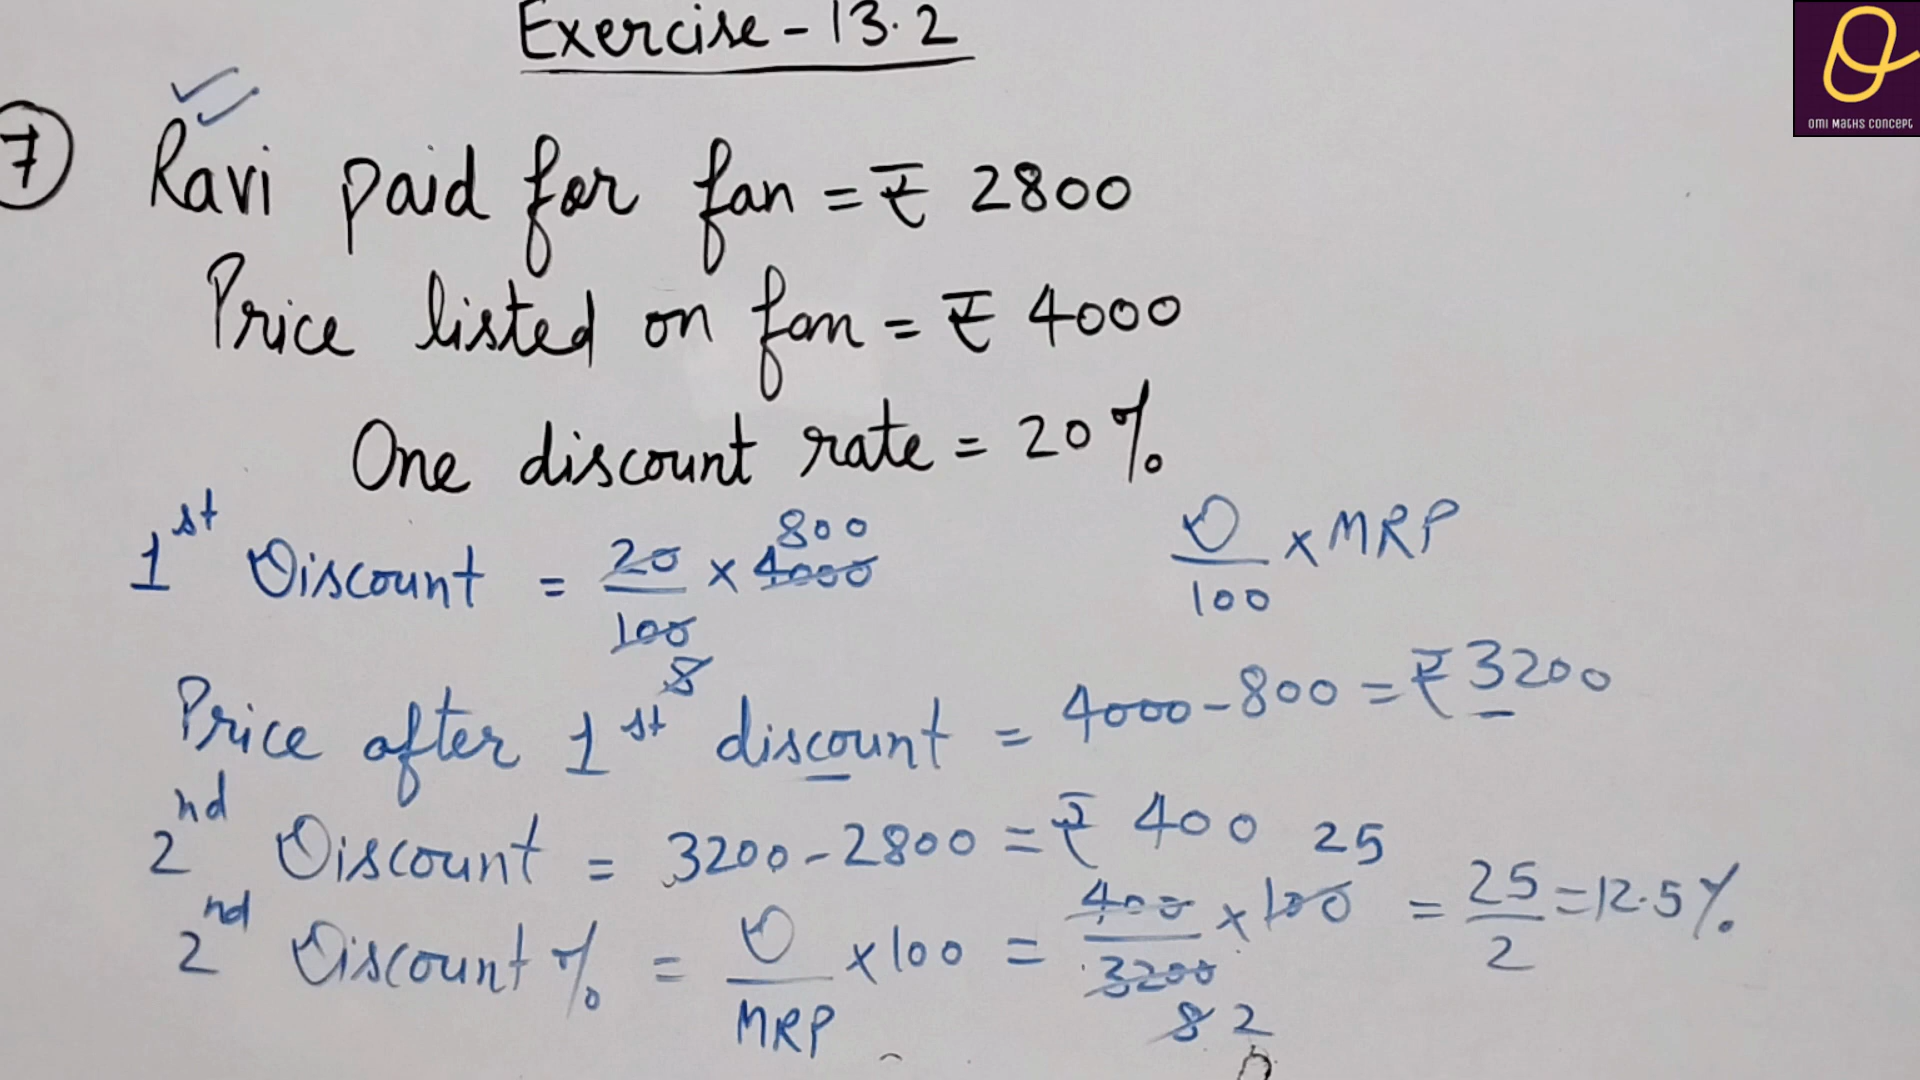 Exercise - 13.2
OMI MATHS CONCEPT
7 Ravi paid for fan = ₹ 2800
Price listed on fan = ₹ 4000
One discount rate = 20%
1st Discount = 20/100 × 4000 800
D/100 × MRP
8
Price after 1st discount = 4000 - 800 = ₹ 3200
2nd Discount = 3200 - 2800 = ₹ 400
2nd Discount % = D/MRP × 100 = 400/3200 × 100 25 = 25/2 = 12.5%
8 2